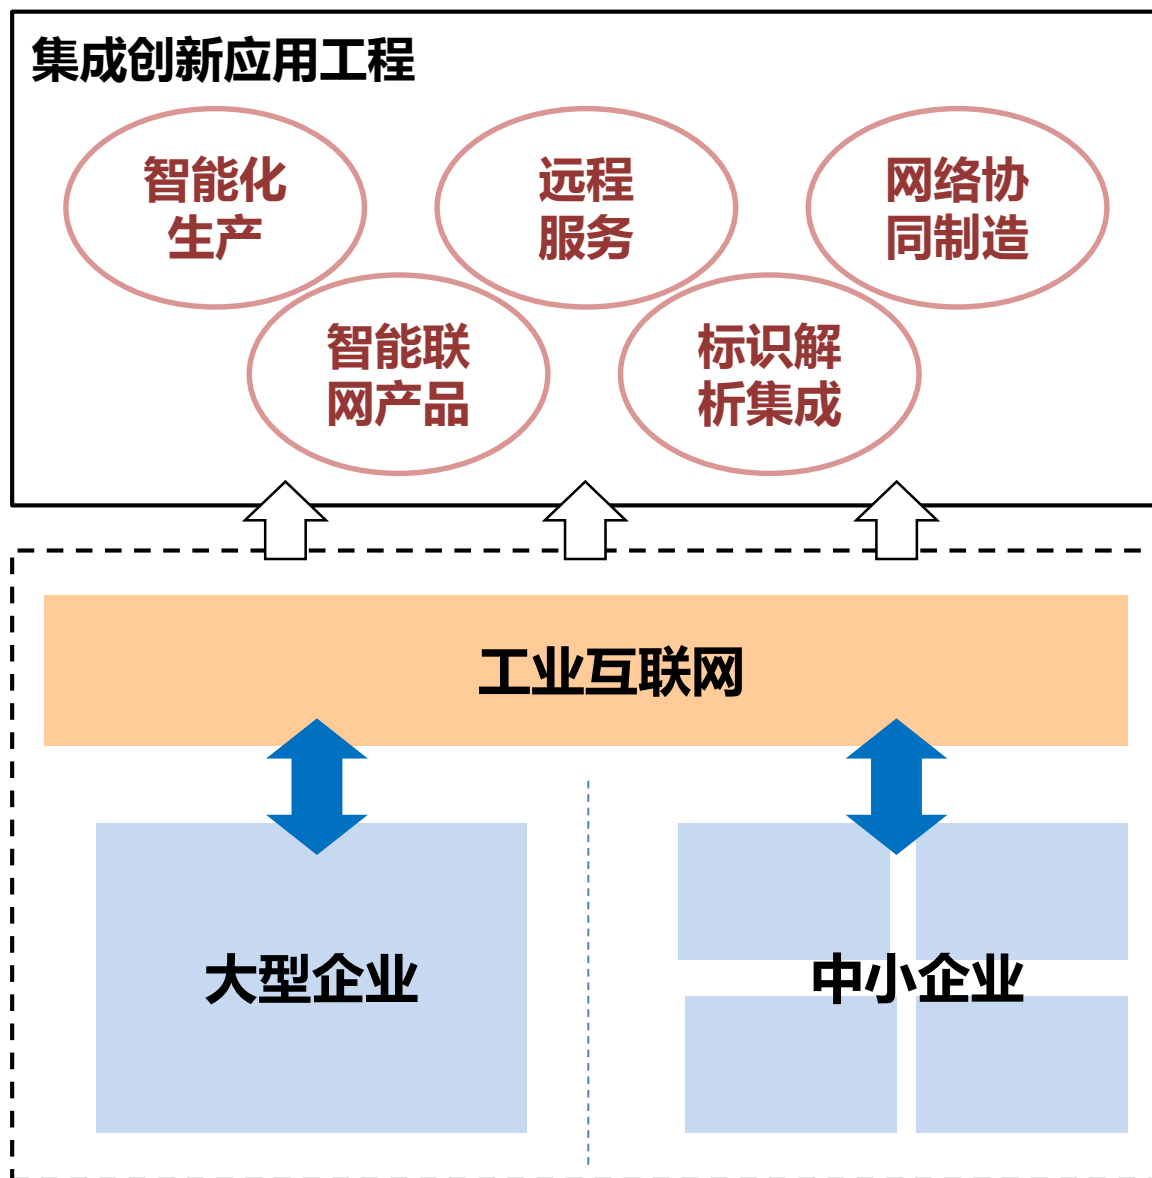 集成创新应用工程
智能化
生产
远程
服务
网络协
同制造
智能联
网产品
标识解
析集成
工业互联网
大型企业
中小企业